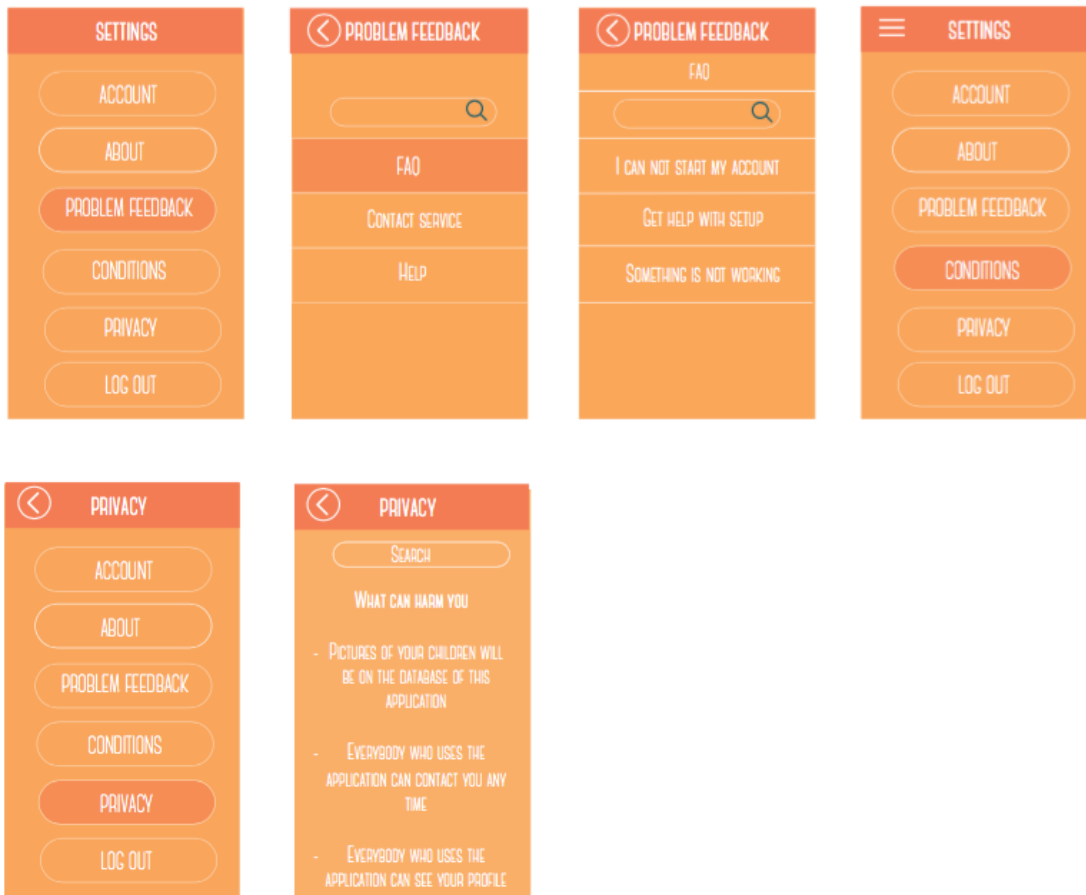 SETTINGS
ACCOUNT
ABOUT
PROBLEM FEEDBACK
CONDITIONS
PRIVACY
LOG OUT
PROBLEM FEEDBACK
FAQ
CONTACT SERVICE
HELP
PROBLEM FEEDBACK
FAQ
I CAN NOT START MY ACCOUNT
GET HELP WITH SETUP
SOMETHING IS NOT WORKING
SETTINGS
ACCOUNT
ABOUT
PROBLEM FEEDBACK
CONDITIONS
PRIVACY
LOG OUT
PRIVACY
ACCOUNT
ABOUT
PROBLEM FEEDBACK
CONDITIONS
PRIVACY
LOG OUT
PRIVACY
SEARCH
WHAT CAN HARM YOU
- PICTURES OF YOUR CHILDREN WILL
BE ON THE DATABASE OF THIS
APPLICATION
- EVERYBODY WHO USES THE
APPLICATION CAN CONTACT YOU ANY
TIME
- EVERYBODY WHO USES THE
APPLICATION CAN SEE YOUR PROFILE